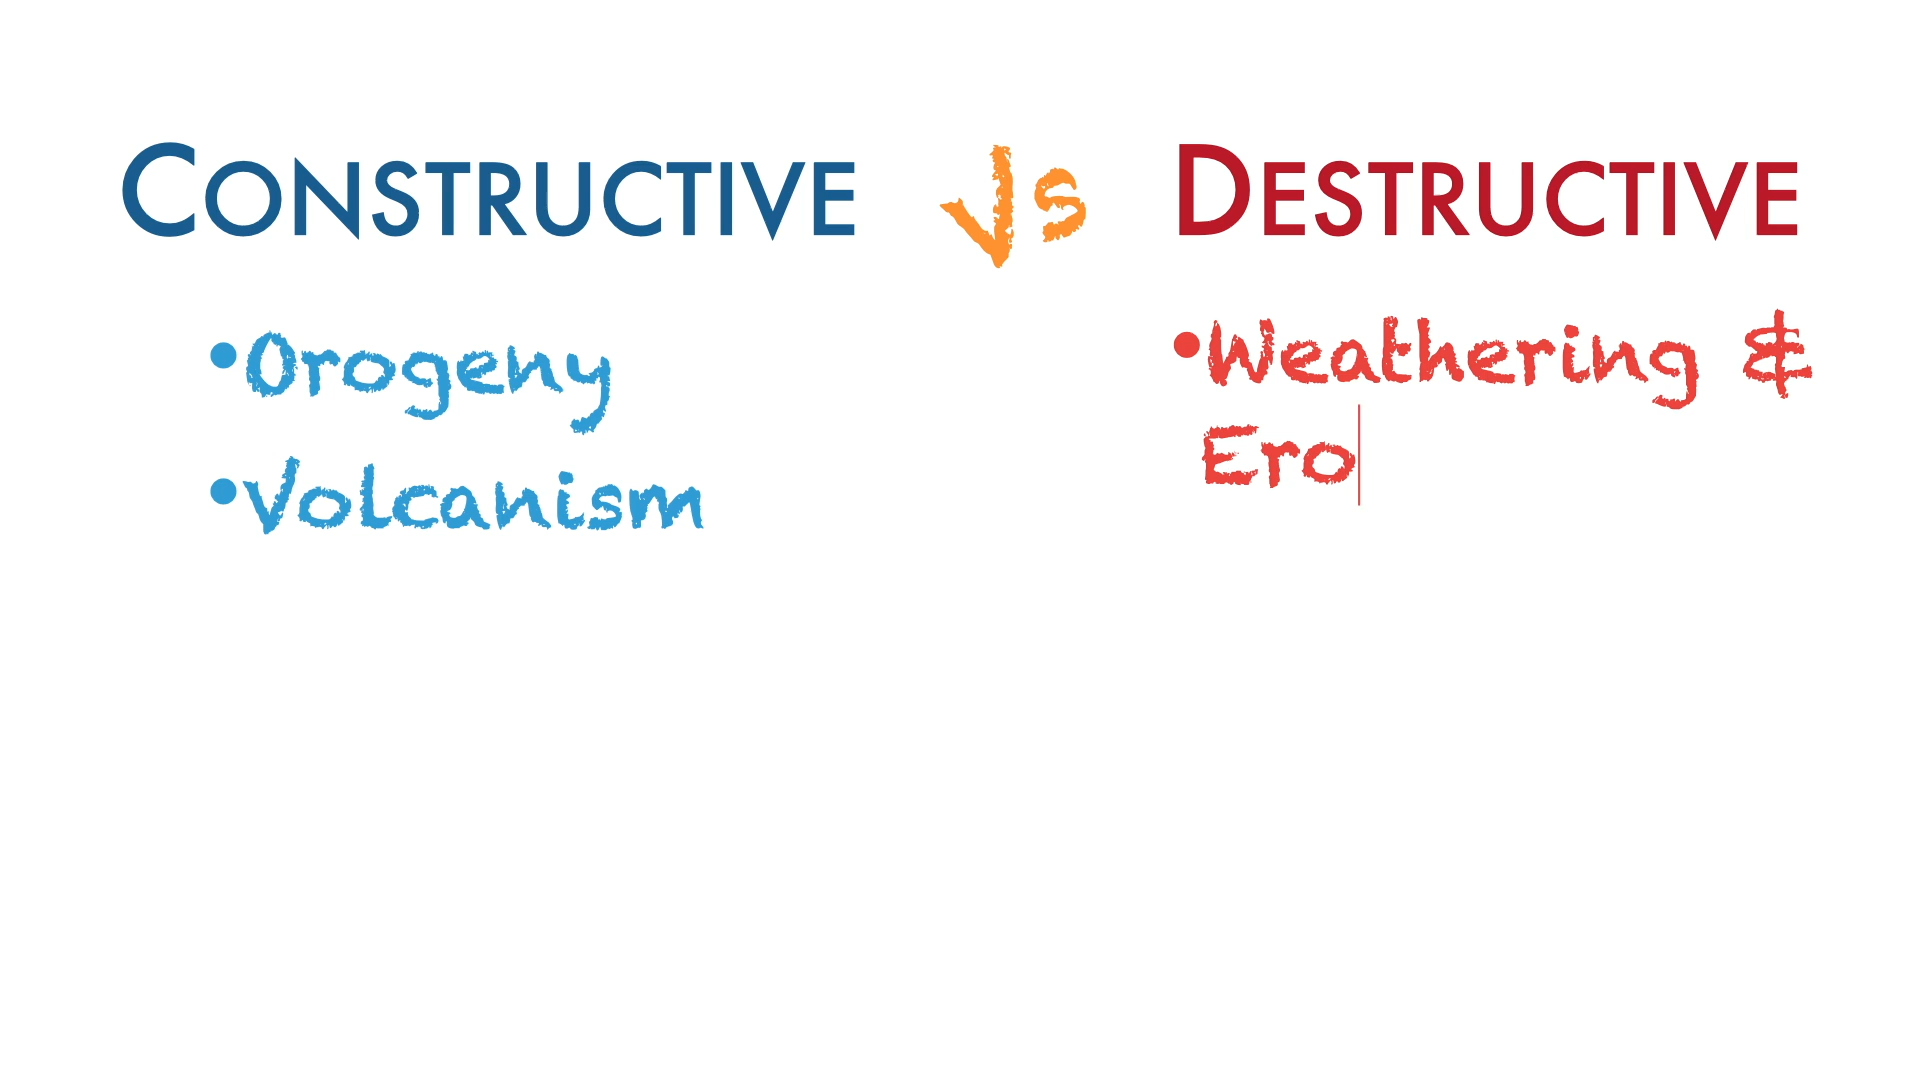 Constructive Vs Destructive
•Orogeny
•Volcanism
•Weathering &
Ero